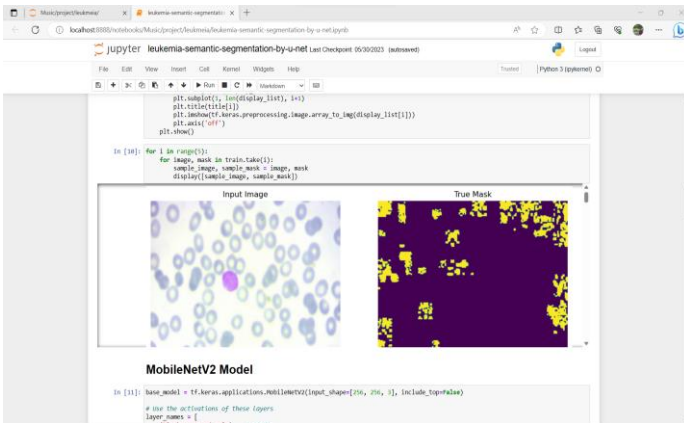 Music/project/leukmeia/
leukemia-semantic-segmentatio
localhost:8888/notebooks/Music/project/leukmeia/leukemia-semantic-segmentation-by-u-net.ipynb
jupyter leukemia-semantic-segmentation-by-u-net Last Checkpoint: 05/30/2023 (autosaved)
Logout
File Edit View Insert Cell Kernel Widgets Help
Trusted Python 3 (ipykernel)
Run Markdown
plt.subplot(1, len(display_list), i+1)
plt.title(title[i])
plt.imshow(tf.keras.preprocessing.image.array_to_img(display_list[i]))
plt.axis('off')
plt.show()
In [10]: for i in range(5):
for image, mask in train.take(i):
sample_image, sample_mask = image, mask
display([sample_image, sample_mask])
Input Image True Mask
MobileNetV2 Model
In [11]: base_model = tf.keras.applications.MobileNetV2(input_shape=[256, 256, 3], include_top=False)
# Use the activations of these layers
layer_names = [